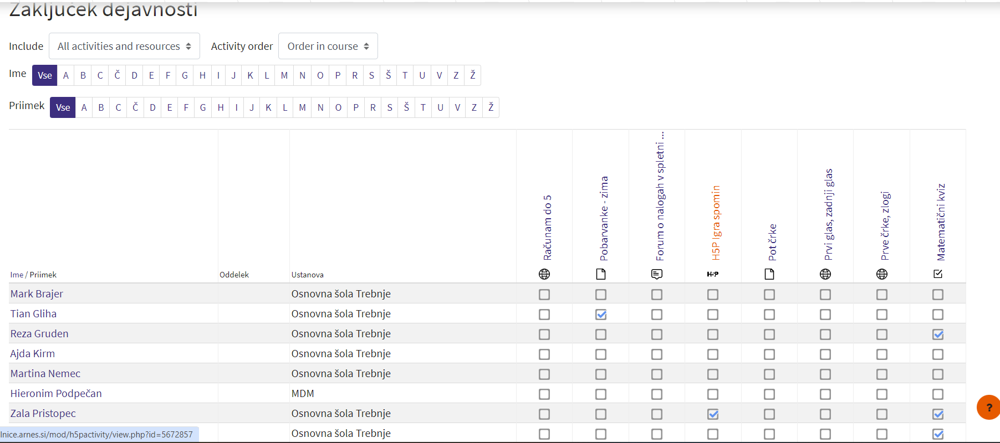 Zaključek dejavnosti
Include All activities and resources Activity order Order in course
Ime Vse A B C Č D E F G H I J K L M N O P R S Š T U V Z Ž
Priimek Vse A B C Č D E F G H I J K L M N O P R S Š T U V Z Ž
Računam do 5
Pobarvanke - zima
Forum o nalogah v spletni ...
H5P Igra spomin
Pot črke
Prvi glas, zadnji glas
Prve črke, zlogi
Matematični kviz
Ime / Priimek Oddelek Ustanova H-P
Mark Brajer Osnovna šola Trebnje
Tian Gliha Osnovna šola Trebnje
Reza Gruden Osnovna šola Trebnje
Ajda Kirm Osnovna šola Trebnje
Martina Nemec Osnovna šola Trebnje
Hieronim Podpečan MDM
Zala Pristopec Osnovna šola Trebnje
Osnovna šola Trebnje
lnice.arnes.si/mod/h5pactivity/view.php?id=5672857
?